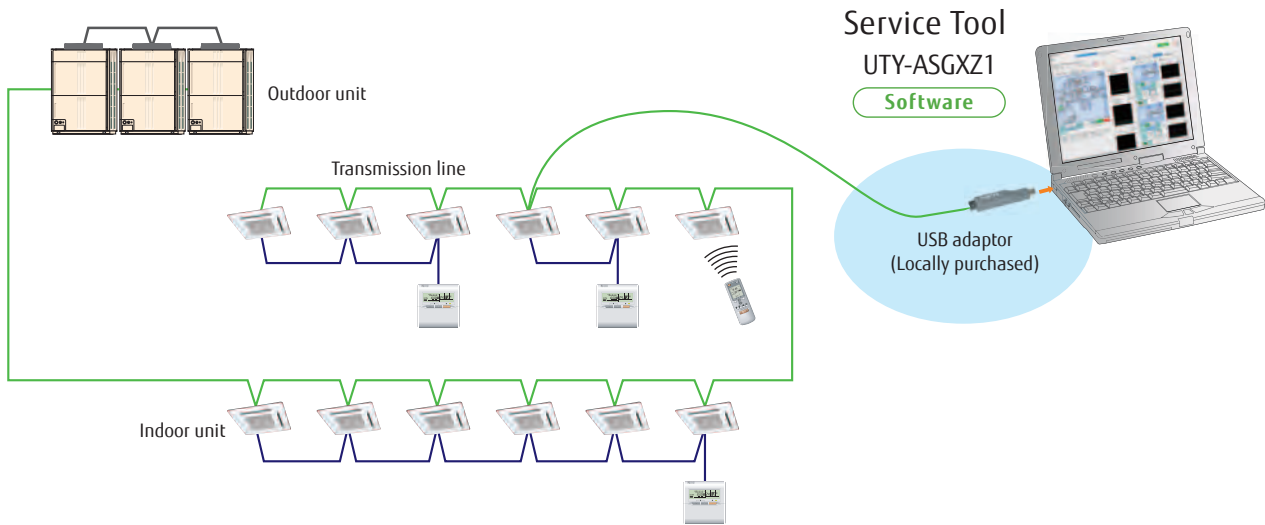 Service Tool
UTY-ASGXZ1
Software
Outdoor unit
Transmission line
USB adaptor
(Locally purchased)
Indoor unit